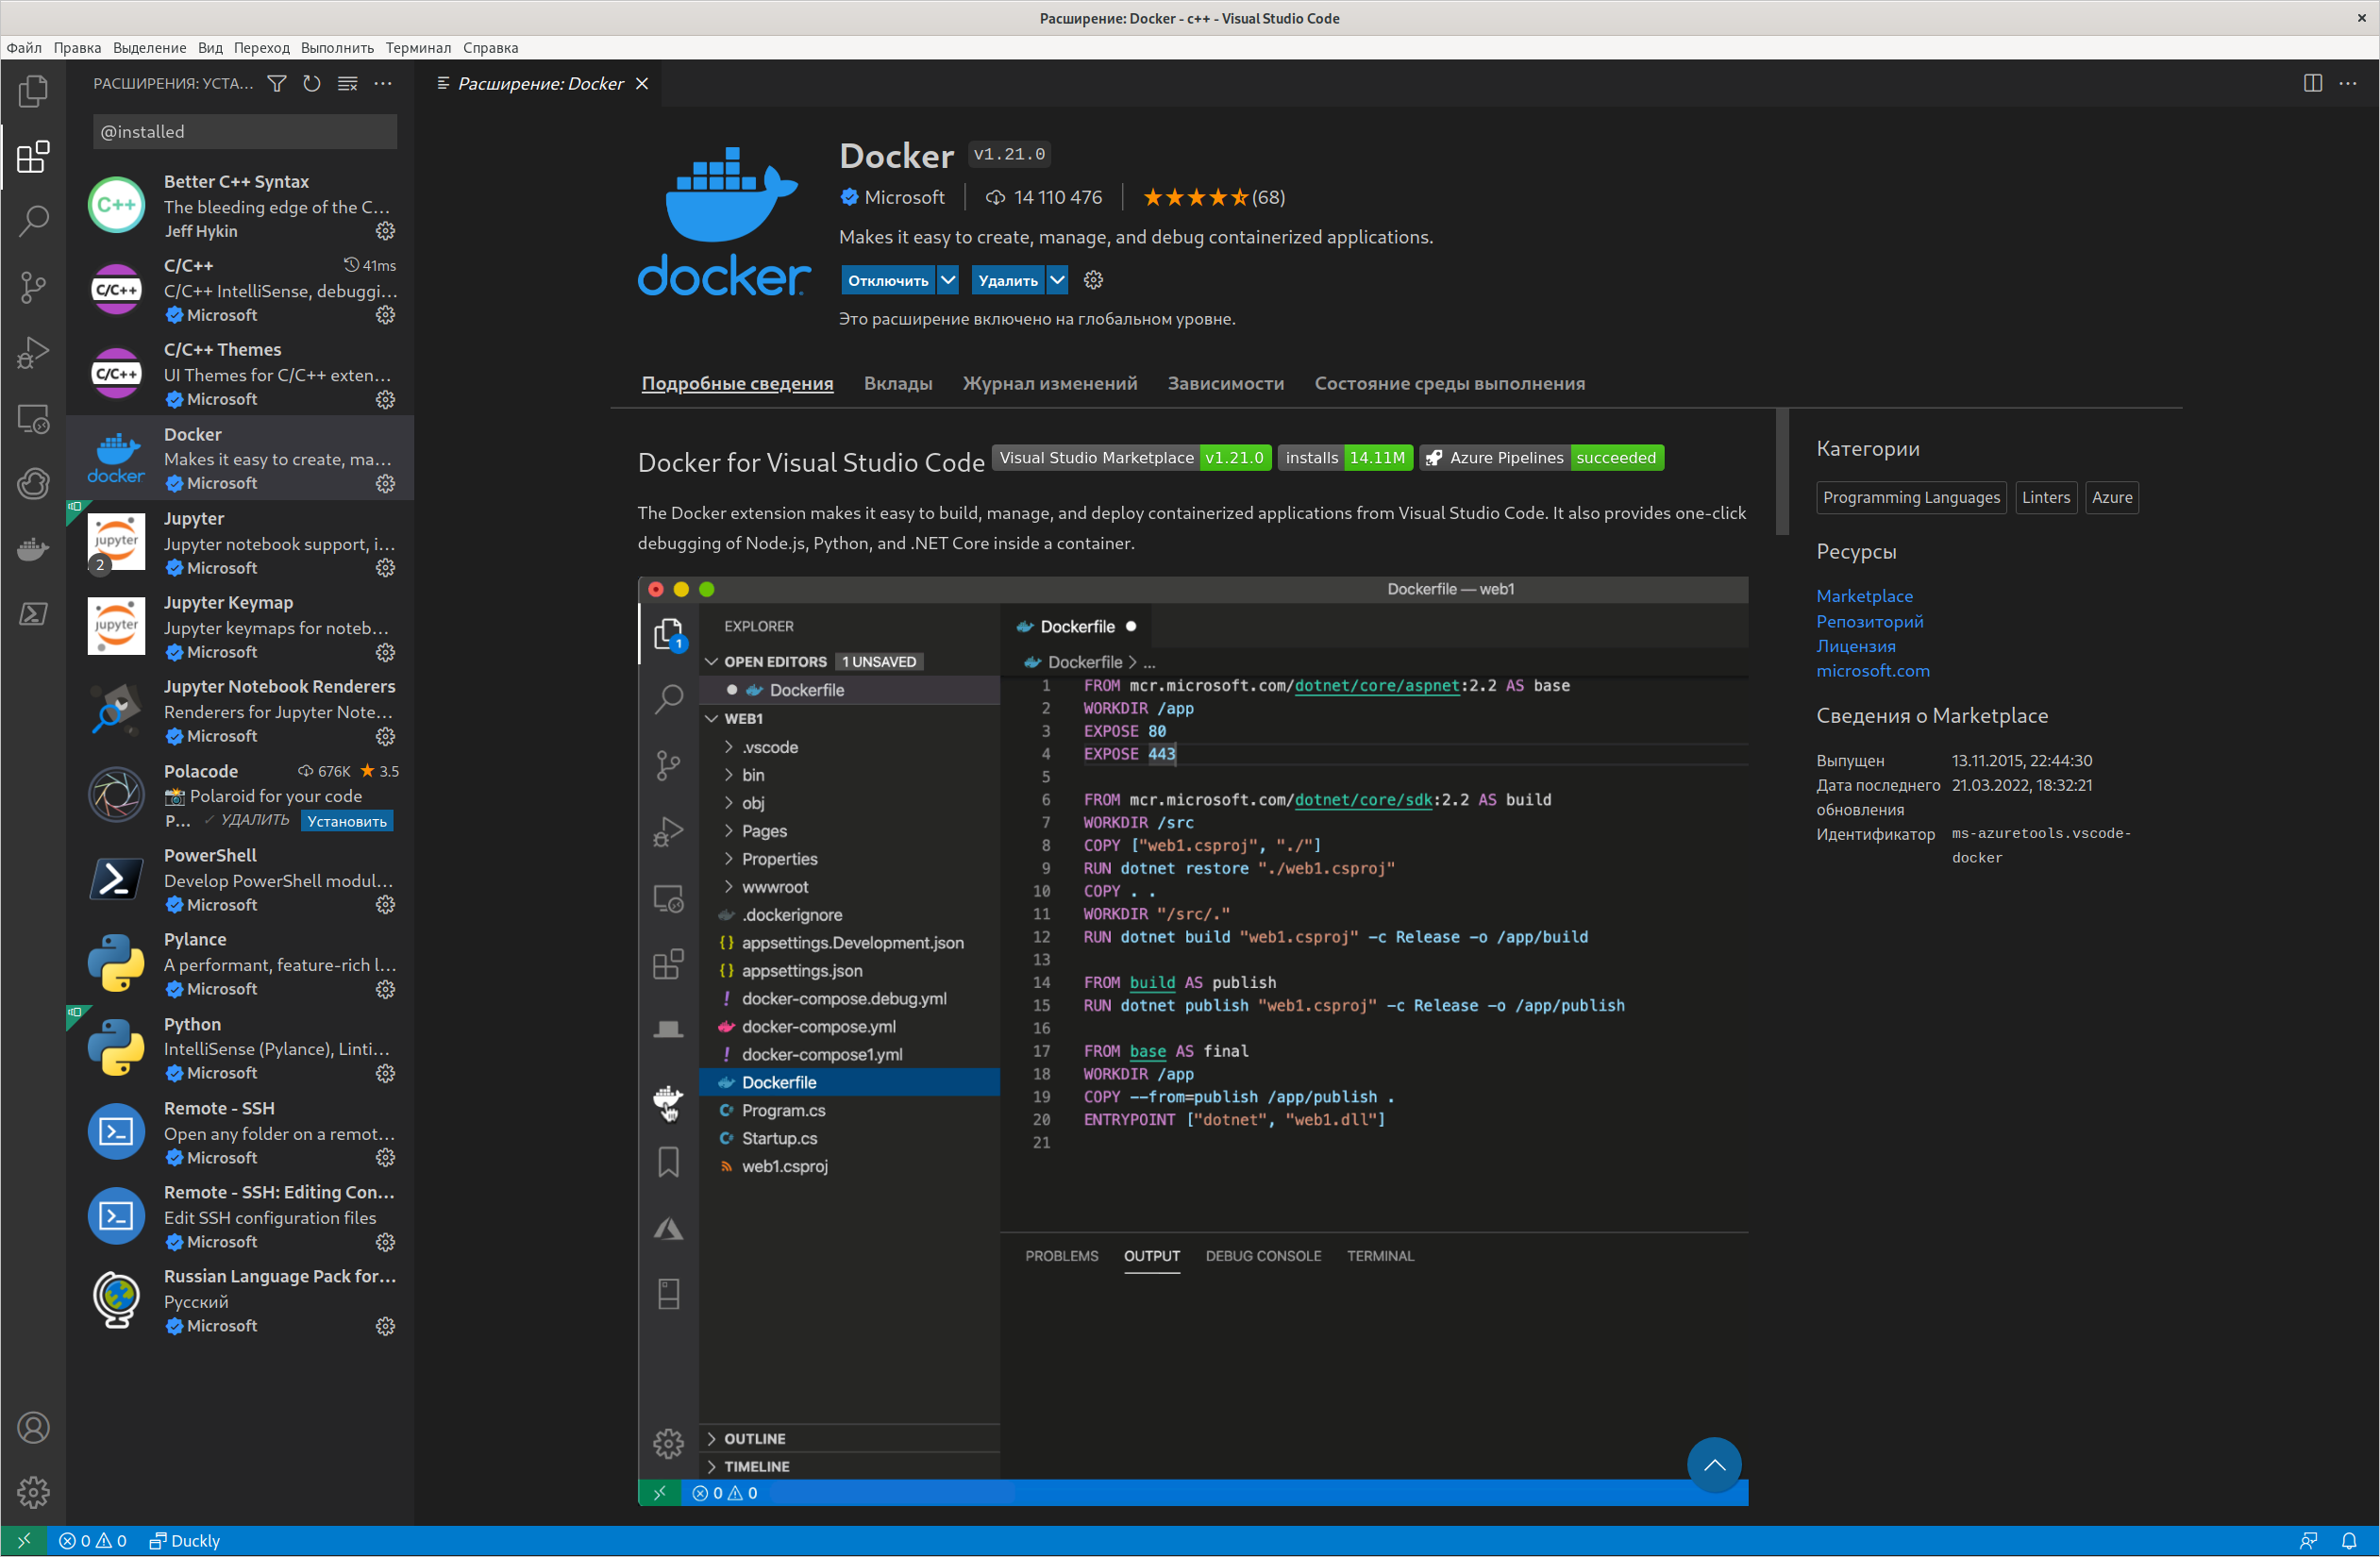 Расширение: Docker - c++ - Visual Studio Code
Файл Правка Выделение Вид Переход Выполнить Терминал Справка
РАСШИРЕНИЯ: УСТА...
@installed
Better C++ Syntax
The bleeding edge of the C...
Jeff Hykin
C/C++ 41ms
C/C++ IntelliSense, debuggi...
Microsoft
C/C++ Themes
UI Themes for C/C++ exten...
Microsoft
Docker
Makes it easy to create, ma...
Microsoft
Jupyter
Jupyter notebook support, i...
Microsoft
2
Jupyter Keymap
Jupyter keymaps for noteb...
Microsoft
Jupyter Notebook Renderers
Renderers for Jupyter Note...
Microsoft
Polacode 676K 3.5
Polaroid for your code
P... ✓ УДАЛИТЬ Установить
PowerShell
Develop PowerShell modul...
Microsoft
Pylance
A performant, feature-rich l...
Microsoft
Python
IntelliSense (Pylance), Linti...
Microsoft
Remote - SSH
Open any folder on a remot...
Microsoft
Remote - SSH: Editing Con...
Edit SSH configuration files
Microsoft
Russian Language Pack for...
Русский
Microsoft
C++
C/C++
C/C++
docker
jupyter
jupyter
Расширение: Docker
docker
Docker v1.21.0
Microsoft 14 110 476 (68)
Makes it easy to create, manage, and debug containerized applications.
Отключить Удалить
Это расширение включено на глобальном уровне.
Подробные сведения Вклады Журнал изменений Зависимости Состояние среды выполнения
Docker for Visual Studio Code Visual Studio Marketplace v1.21.0 installs 14.11M Azure Pipelines succeeded
The Docker extension makes it easy to build, manage, and deploy containerized applications from Visual Studio Code. It also provides one-click
debugging of Node.js, Python, and .NET Core inside a container.
Dockerfile — web1
1
EXPLORER
OPEN EDITORS 1 UNSAVED
Dockerfile
WEB1
.vscode
bin
obj
Pages
Properties
wwwroot
.dockerignore
{} appsettings.Development.json
{} appsettings.json
! docker-compose.debug.yml
docker-compose.yml
! docker-compose1.yml
Dockerfile
Program.cs
Startup.cs
web1.csproj
OUTLINE
TIMELINE
Dockerfile
Dockerfile > ...
1 FROM mcr.microsoft.com/dotnet/core/aspnet:2.2 AS base
2 WORKDIR /app
3 EXPOSE 80
4 EXPOSE 443
5
6 FROM mcr.microsoft.com/dotnet/core/sdk:2.2 AS build
7 WORKDIR /src
8 COPY ["web1.csproj", "./"]
9 RUN dotnet restore "./web1.csproj"
10 COPY . .
11 WORKDIR "/src/."
12 RUN dotnet build "web1.csproj" -c Release -o /app/build
13
14 FROM build AS publish
15 RUN dotnet publish "web1.csproj" -c Release -o /app/publish
16
17 FROM base AS final
18 WORKDIR /app
19 COPY --from=publish /app/publish .
20 ENTRYPOINT ["dotnet", "web1.dll"]
21
PROBLEMS OUTPUT DEBUG CONSOLE TERMINAL
0 0
Категории
Programming Languages Linters Azure
Ресурсы
Marketplace
Репозиторий
Лицензия
microsoft.com
Сведения о Marketplace
Выпущен 13.11.2015, 22:44:30
Дата последнего 21.03.2022, 18:32:21
обновления
Идентификатор ms-azuretools.vscode-
docker
0 0 Duckly